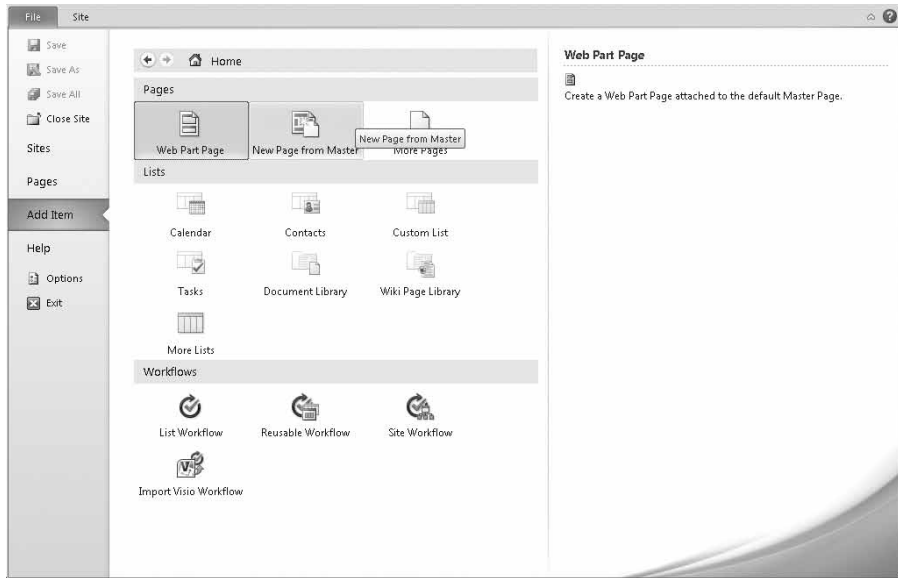 File Site
Save
Save As
Save All
Close Site
Sites
Pages
Add Item
Help
Options
Exit
Home
Pages
Web Part Page New Page from Master More Pages
New Page from Master
Lists
Calendar Contacts Custom List
Tasks Document Library Wiki Page Library
More Lists
Workflows
List Workflow Reusable Workflow Site Workflow
Import Visio Workflow
Web Part Page
Create a Web Part Page attached to the default Master Page.